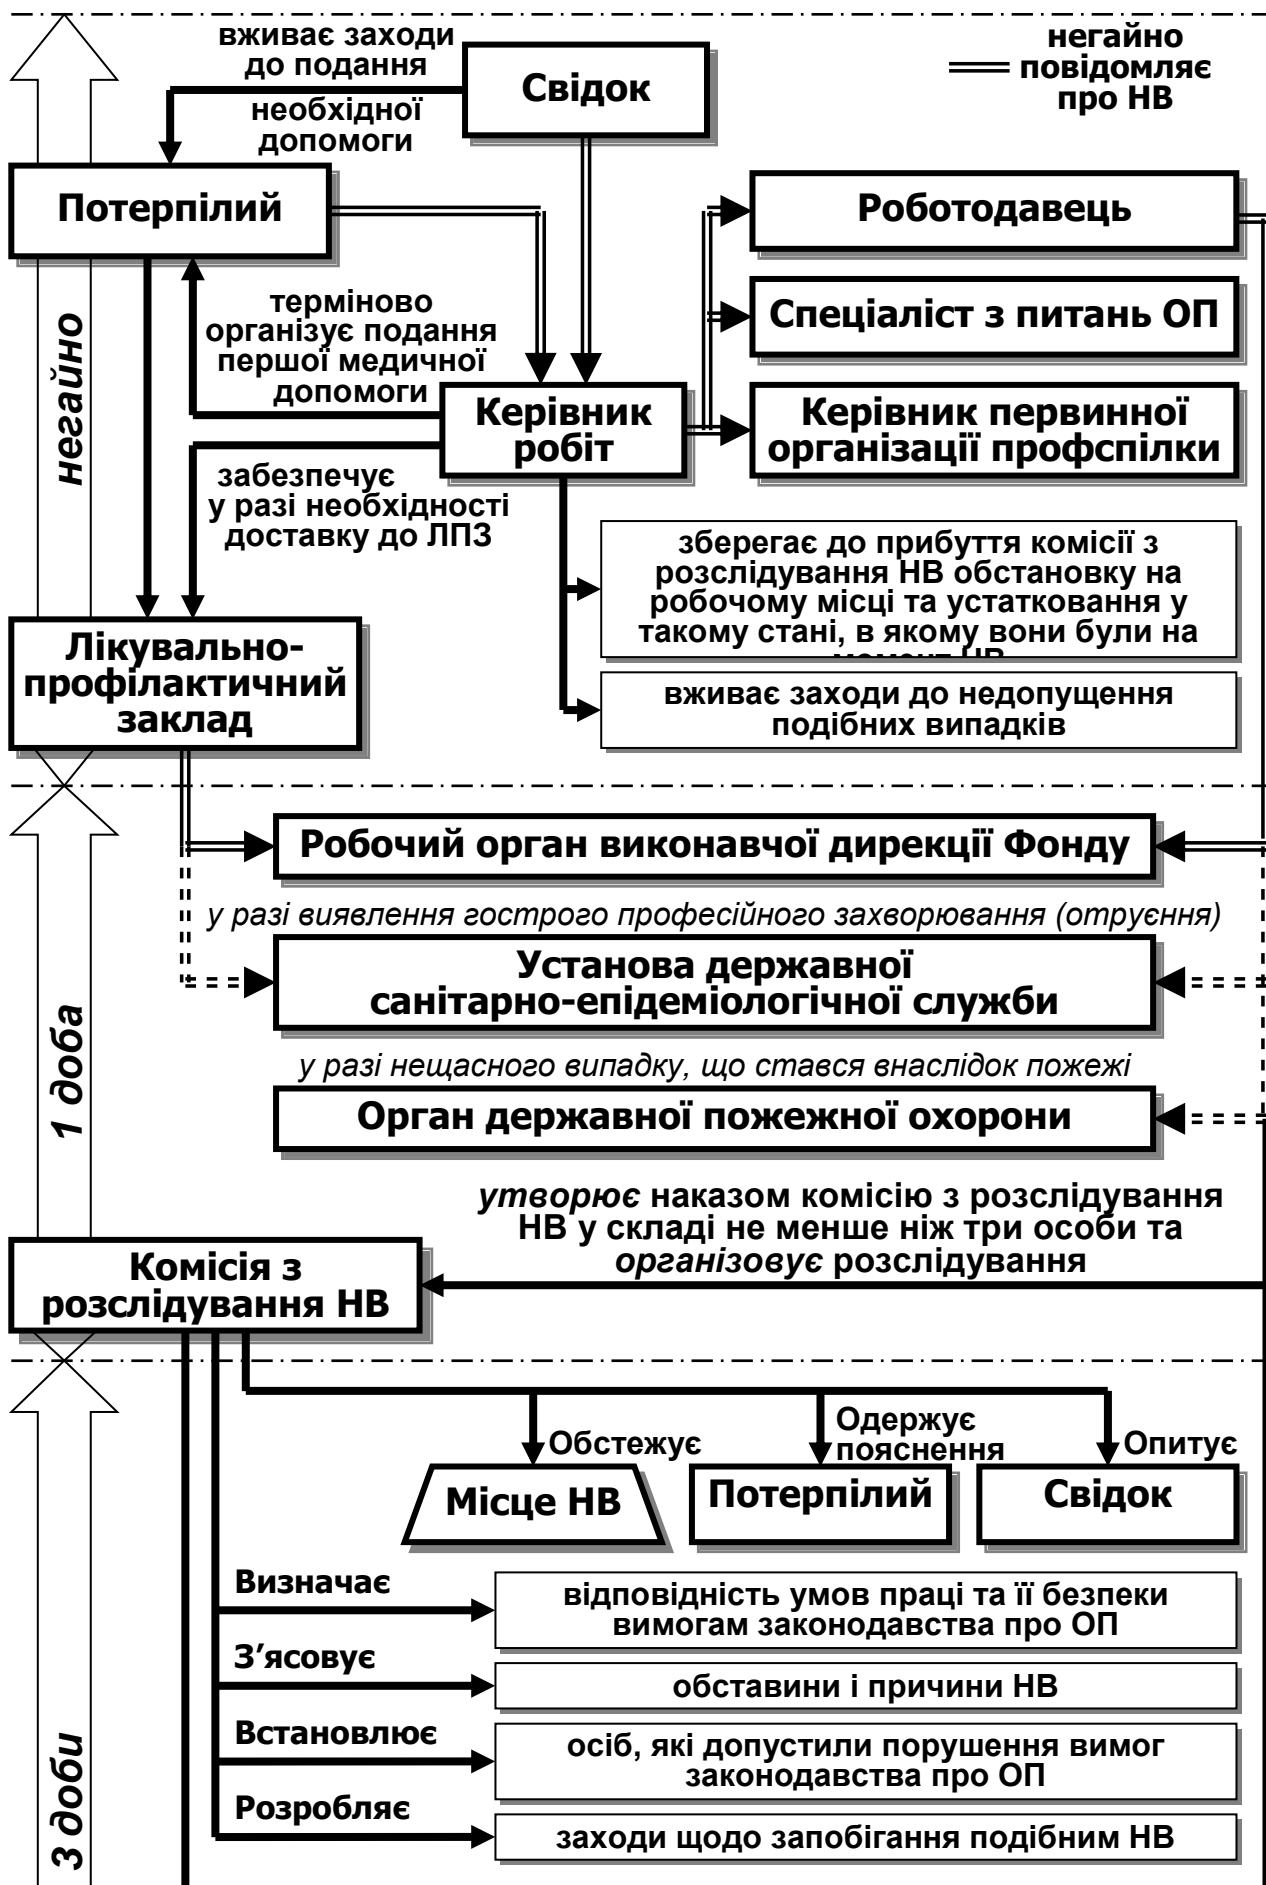 вживає заходи
до подання
необхідної
допомоги
Свідок
негайно
повідомляє
про НВ
Потерпілий
Роботодавець
Спеціаліст з питань ОП
Керівник первинної
організації профспілки
терміново
організує подання
першої медичної
допомоги
Керівник
робіт
негайно
забезпечує
у разі необхідності
доставку до ЛПЗ
зберегає до прибуття комісії з
розслідування НВ обстановку на
робочому місці та устатковання у
такому стані, в якому вони були на
момент НВ
вживає заходи до недопущення
подібних випадків
Лікувально-
профілактичний
заклад
Робочий орган виконавчої дирекції Фонду
у разі виявлення гострого професійного захворювання (отруєння)
Установа державної
санітарно-епідеміологічної служби
1 доба
у разі нещасного випадку, що стався внаслідок пожежі
Орган державної пожежної охорони
утворює наказом комісію з розслідування
НВ у складі не менше ніж три особи та
організовує розслідування
Комісія з
розслідування НВ
Обстежує
Одержує
пояснення
Опитує
Місце НВ
Потерпілий
Свідок
3 доби
Визначає
відповідність умов праці та її безпеки
вимогам законодавства про ОП
З’ясовує
обставини і причини НВ
Встановлює
осіб, які допустили порушення вимог
законодавства про ОП
Розробляє
заходи щодо запобігання подібним НВ